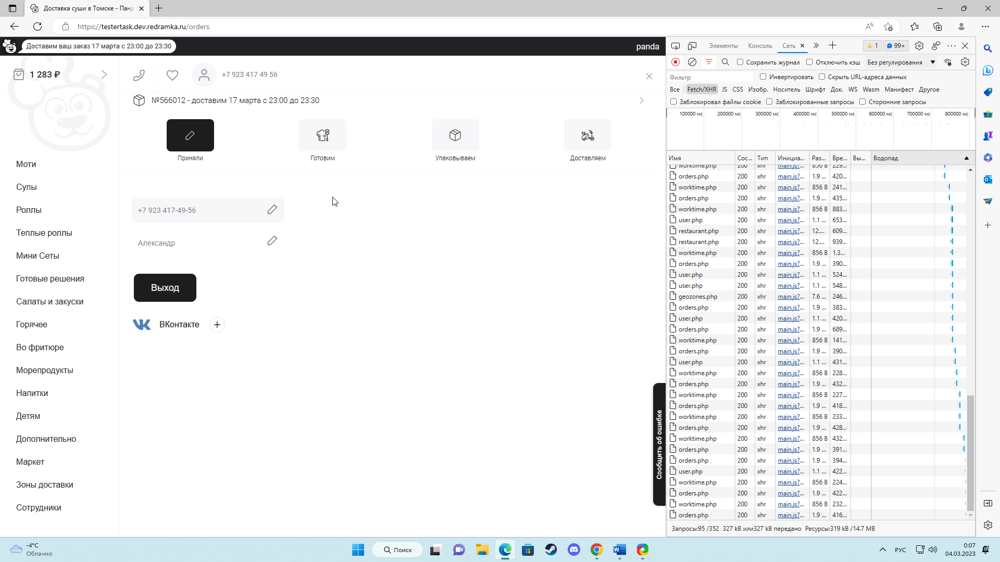 Доставка суши в Томске - Панд
https://testertask.dev.redramka.ru/orders
Доставим ваш заказ 17 марта с 23:00 до 23:30
panda
1 283 ₽
+7 923 417 49 56
№566012 - доставим 17 марта с 23:00 до 23:30
Приняли
Готовим
Упаковываем
Доставляем
+7 923 417-49-56
Александр
Выход
ВКонтакте
Моти
Супы
Роллы
Теплые роллы
Мини Сеты
Готовые решения
Салаты и закуски
Горячее
Во фритюре
Морепродукты
Напитки
Детям
Дополнительно
Маркет
Зоны доставки
Сотрудники
Сообщить об ошибке
Элементы Консоль Сеть 1 99+
Сохранить журнал Отключить кэш Без регулирования
Фильтр Инвертировать Скрыть URL-адреса данных
Все Fetch/XHR JS CSS Изобр. Носитель Шрифт Док. WS Wasm Манифест Другое
Заблокировал файлы cookie Заблокированные запросы Сторонние запросы
100000 мс 200000 мс 300000 мс 400000 мс 500000 мс 600000 мс 700000 мс 800000 мс
Имя Сос... Тип Инициа... Раз... Вре... Вы... Водопад
worktime.php 200 xhr main.js?... 856 B 229...
orders.php 200 xhr main.js?... 1.9 ... 420...
worktime.php 200 xhr main.js?... 856 B 241...
orders.php 200 xhr main.js?... 1.9 ... 435...
worktime.php 200 xhr main.js?... 856 B 883...
user.php 200 xhr main.js?... 1.1 ... 653...
restaurant.php 200 xhr main.js?... 12.... 609...
restaurant.php 200 xhr main.js?... 12.... 939...
worktime.php 200 xhr main.js?... 856 B 1.3...
orders.php 200 xhr main.js?... 1.9 ... 390...
user.php 200 xhr main.js?... 1.1 ... 524...
user.php 200 xhr main.js?... 1.1 ... 548...
geozones.php 200 xhr main.js?... 7.6 ... 246...
orders.php 200 xhr main.js?... 1.9 ... 383...
user.php 200 xhr main.js?... 1.1 ... 420...
orders.php 200 xhr main.js?... 1.9 ... 689...
worktime.php 200 xhr main.js?... 856 B 141...
orders.php 200 xhr main.js?... 1.9 ... 390...
user.php 200 xhr main.js?... 1.1 ... 431...
worktime.php 200 xhr main.js?... 856 B 228...
orders.php 200 xhr main.js?... 1.9 ... 432...
worktime.php 200 xhr main.js?... 856 B 227...
orders.php 200 xhr main.js?... 1.9 ... 418...
worktime.php 200 xhr main.js?... 856 B 233...
orders.php 200 xhr main.js?... 1.9 ... 428...
worktime.php 200 xhr main.js?... 856 B 432...
orders.php 200 xhr main.js?... 1.9 ... 391...
orders.php 200 xhr main.js?... 1.9 ... 394...
user.php 200 xhr main.js?... 1.1 ... 422...
worktime.php 200 xhr main.js?... 856 B 224...
orders.php 200 xhr main.js?... 1.9 ... 422...
worktime.php 200 xhr main.js?... 856 B 232...
orders.php 200 xhr main.js?... 1.9 ... 416...
Запросы:95 /352 327 kB или327 kB передано Ресурсы:319 kB /14.7 MB
-4°C
Облачно
Поиск
РУС
0:07
04.03.2023